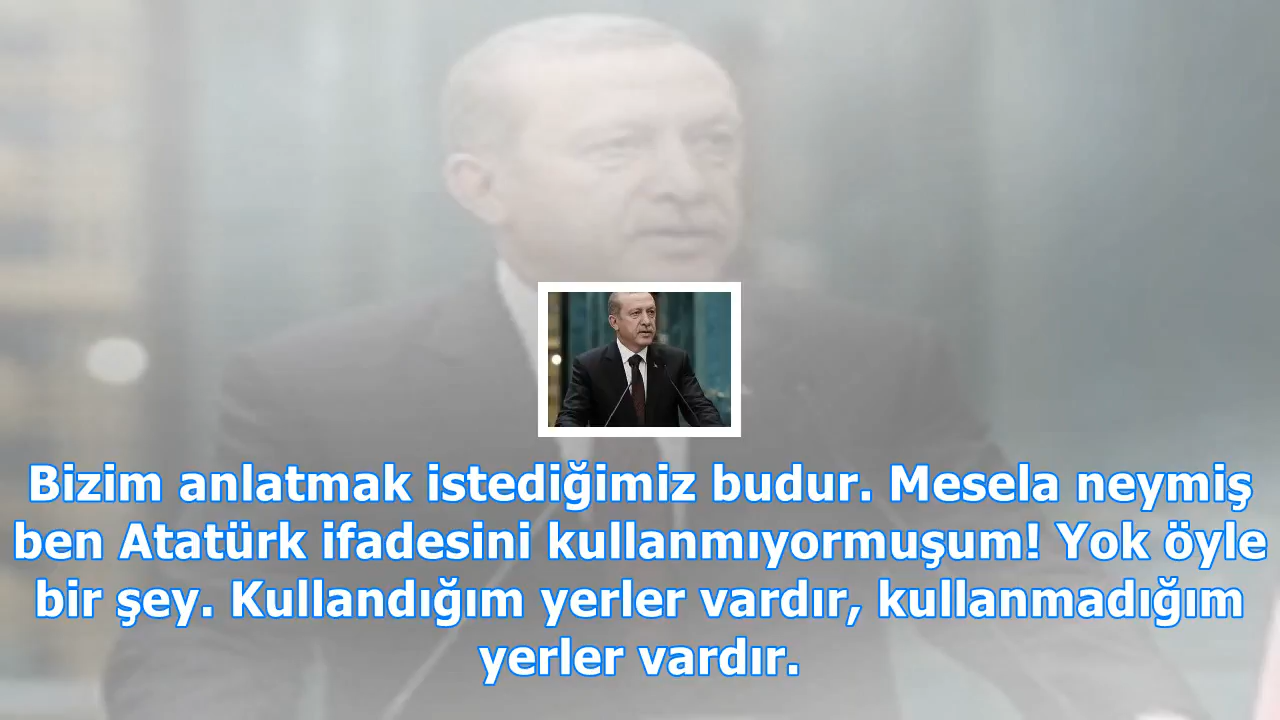 Bizim anlatmak istediğimiz budur. Mesela neymiş
ben Atatürk ifadesini kullanmıyormuşum! Yok öyle
bir şey. Kullandığım yerler vardır, kullanmadığım
yerler vardır.